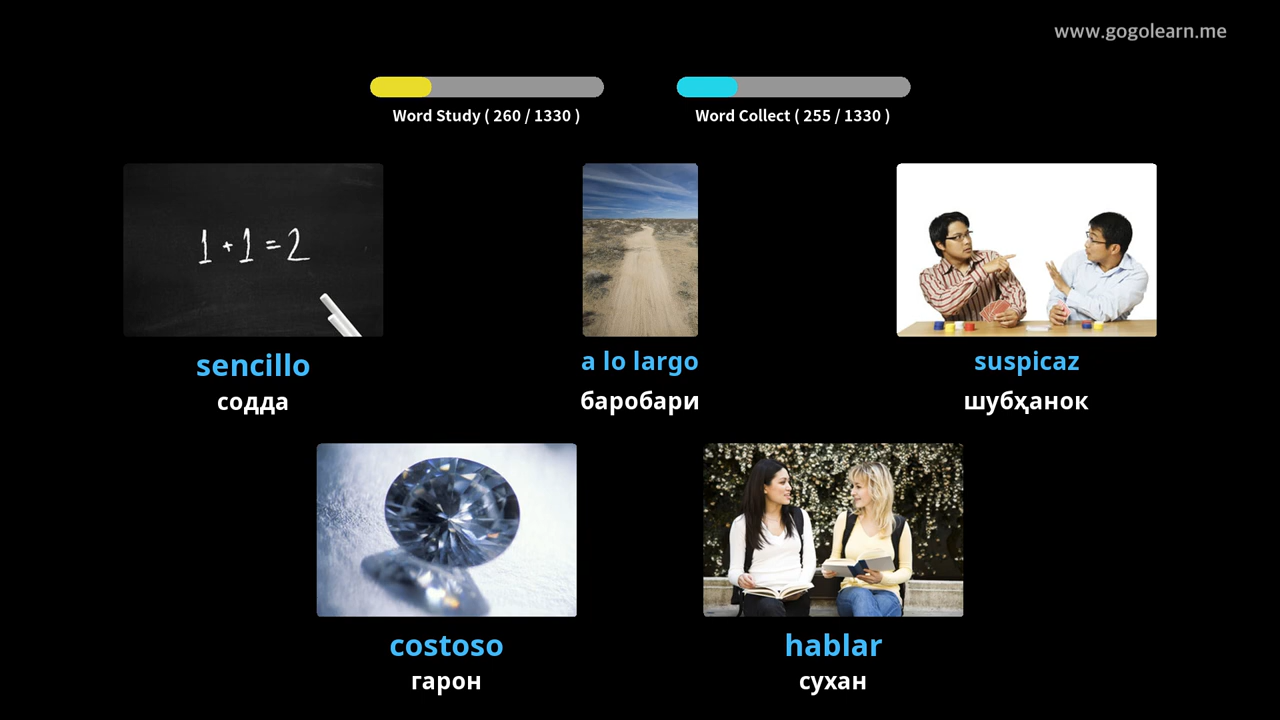 www.gogolearn.me
Word Study ( 260 / 1330 )
Word Collect ( 255 / 1330 )
1 + 1 = 2
sencillo
содда
a lo largo
баробари
suspicaz
шубҳанок
costoso
гарон
hablar
сухан